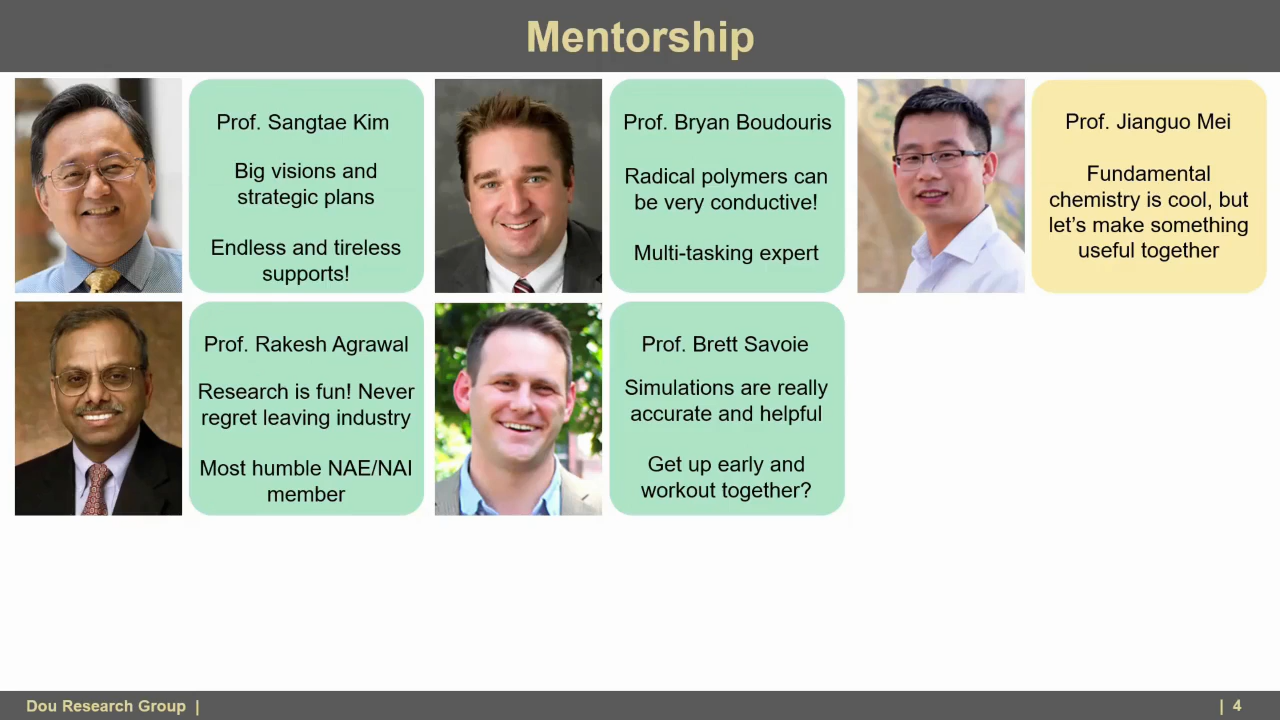 Mentorship
Prof. Sangtae Kim
Big visions and
strategic plans
Endless and tireless
supports!
Prof. Bryan Boudouris
Radical polymers can
be very conductive!
Multi-tasking expert
Prof. Jianguo Mei
Fundamental
chemistry is cool, but
let's make something
useful together
Prof. Rakesh Agrawal
Research is fun! Never
regret leaving industry
Most humble NAE/NAI
member
Prof. Brett Savoie
Simulations are really
accurate and helpful
Get up early and
workout together?
Dou Research Group |
| 4